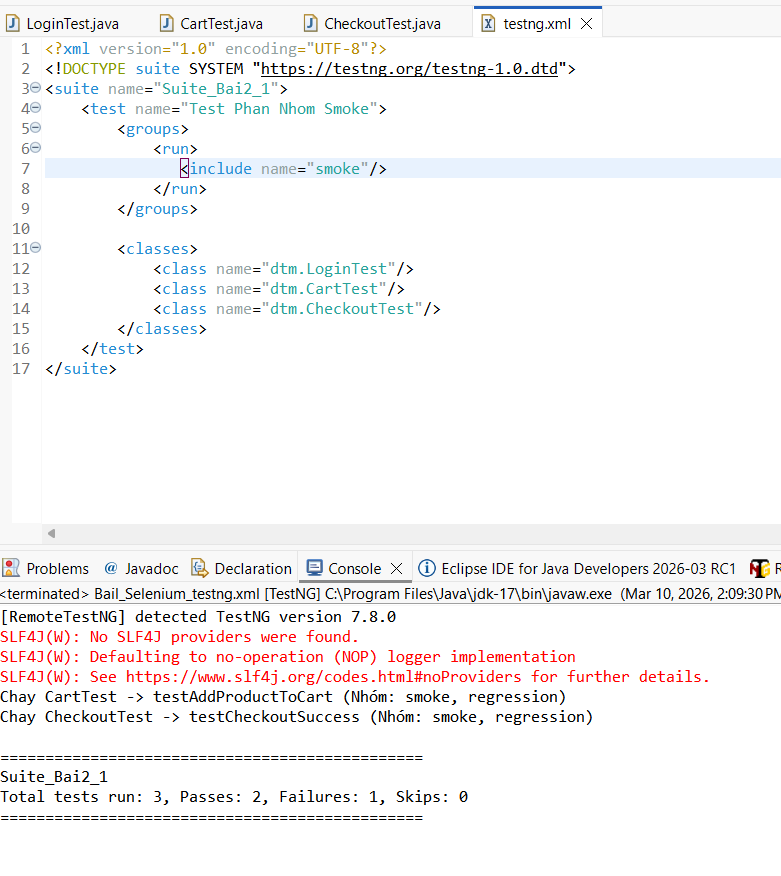 LoginTest.java CartTest.java CheckoutTest.java testng.xml
1 <?xml version="1.0" encoding="UTF-8"?>
2 <!DOCTYPE suite SYSTEM "https://testng.org/testng-1.0.dtd">
3 <suite name="Suite_Bai2_1">
4 <test name="Test Phan Nhom Smoke">
5 <groups>
6 <run>
7 <include name="smoke"/>
8 </run>
9 </groups>
10
11 <classes>
12 <class name="dtm.LoginTest"/>
13 <class name="dtm.CartTest"/>
14 <class name="dtm.CheckoutTest"/>
15 </classes>
16 </test>
17 </suite>
Problems @ Javadoc Declaration Console Eclipse IDE for Java Developers 2026-03 RC1 R
<terminated> Bail_Selenium_testng.xml [TestNG] C:\Program Files\Java\jdk-17\bin\javaw.exe (Mar 10, 2026, 2:09:30 PM
[RemoteTestNG] detected TestNG version 7.8.0
SLF4J(W): No SLF4J providers were found.
SLF4J(W): Defaulting to no-operation (NOP) logger implementation
SLF4J(W): See https://www.slf4j.org/codes.html#noProviders for further details.
Chay CartTest -> testAddProductToCart (Nhóm: smoke, regression)
Chay CheckoutTest -> testCheckoutSuccess (Nhóm: smoke, regression)
===============================================
Suite_Bai2_1
Total tests run: 3, Passes: 2, Failures: 1, Skips: 0
===============================================